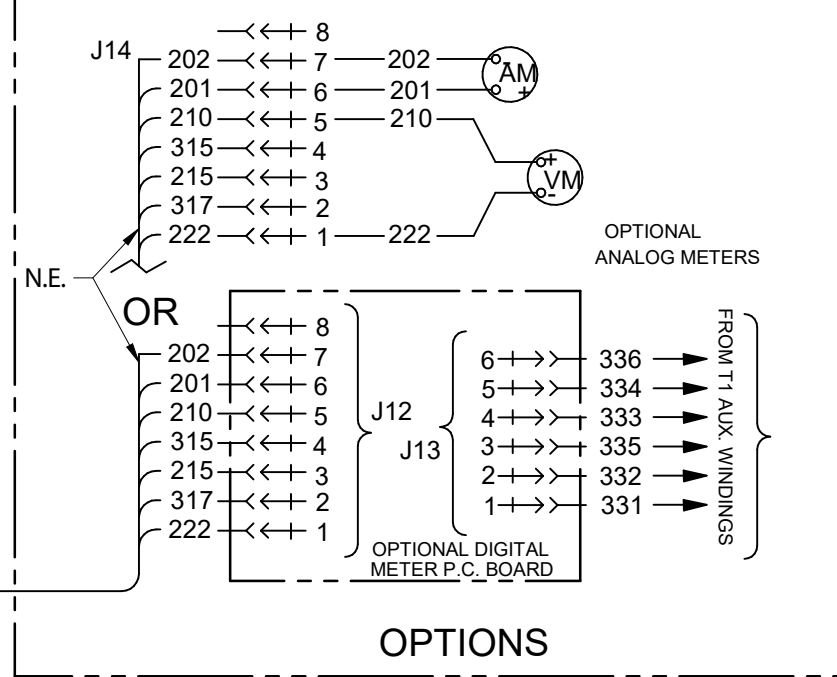 8
J14 202 7 202 - AM
201 6 201 +
210 5 210
315 4 +
215 3 VM
317 2 -
222 1 222
OPTIONAL
ANALOG METERS
N.E.
OR
8
202 7
201 6
210 5
315 4
215 3
317 2
222 1
J12
J13
6 336
5 334
4 333
3 335
2 332
1 331
FROM T1 AUX. WINDINGS
OPTIONAL DIGITAL
METER P.C. BOARD
OPTIONS